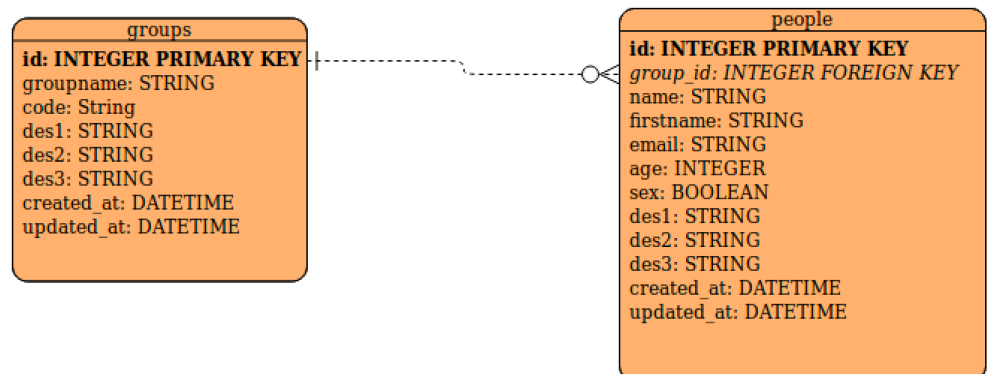 groups
id: INTEGER PRIMARY KEY
groupname: STRING
code: String
des1: STRING
des2: STRING
des3: STRING
created_at: DATETIME
updated_at: DATETIME
people
id: INTEGER PRIMARY KEY
group_id: INTEGER FOREIGN KEY
name: STRING
firstname: STRING
email: STRING
age: INTEGER
sex: BOOLEAN
des1: STRING
des2: STRING
des3: STRING
created_at: DATETIME
updated_at: DATETIME